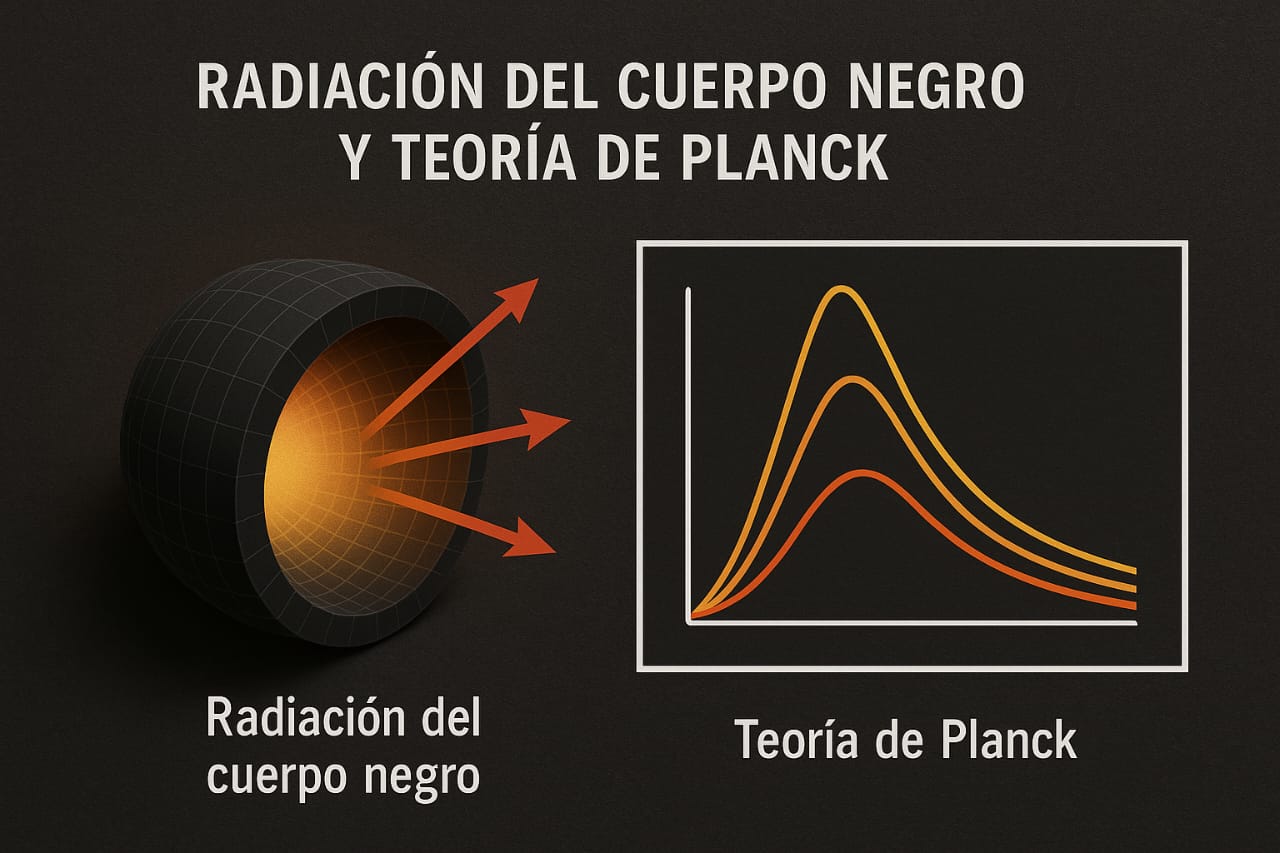 RADIACIÓN DEL CUERPO NEGRO
Y TEORÍA DE PLANCK
Radiación del
cuerpo negro
Teoría de Planck